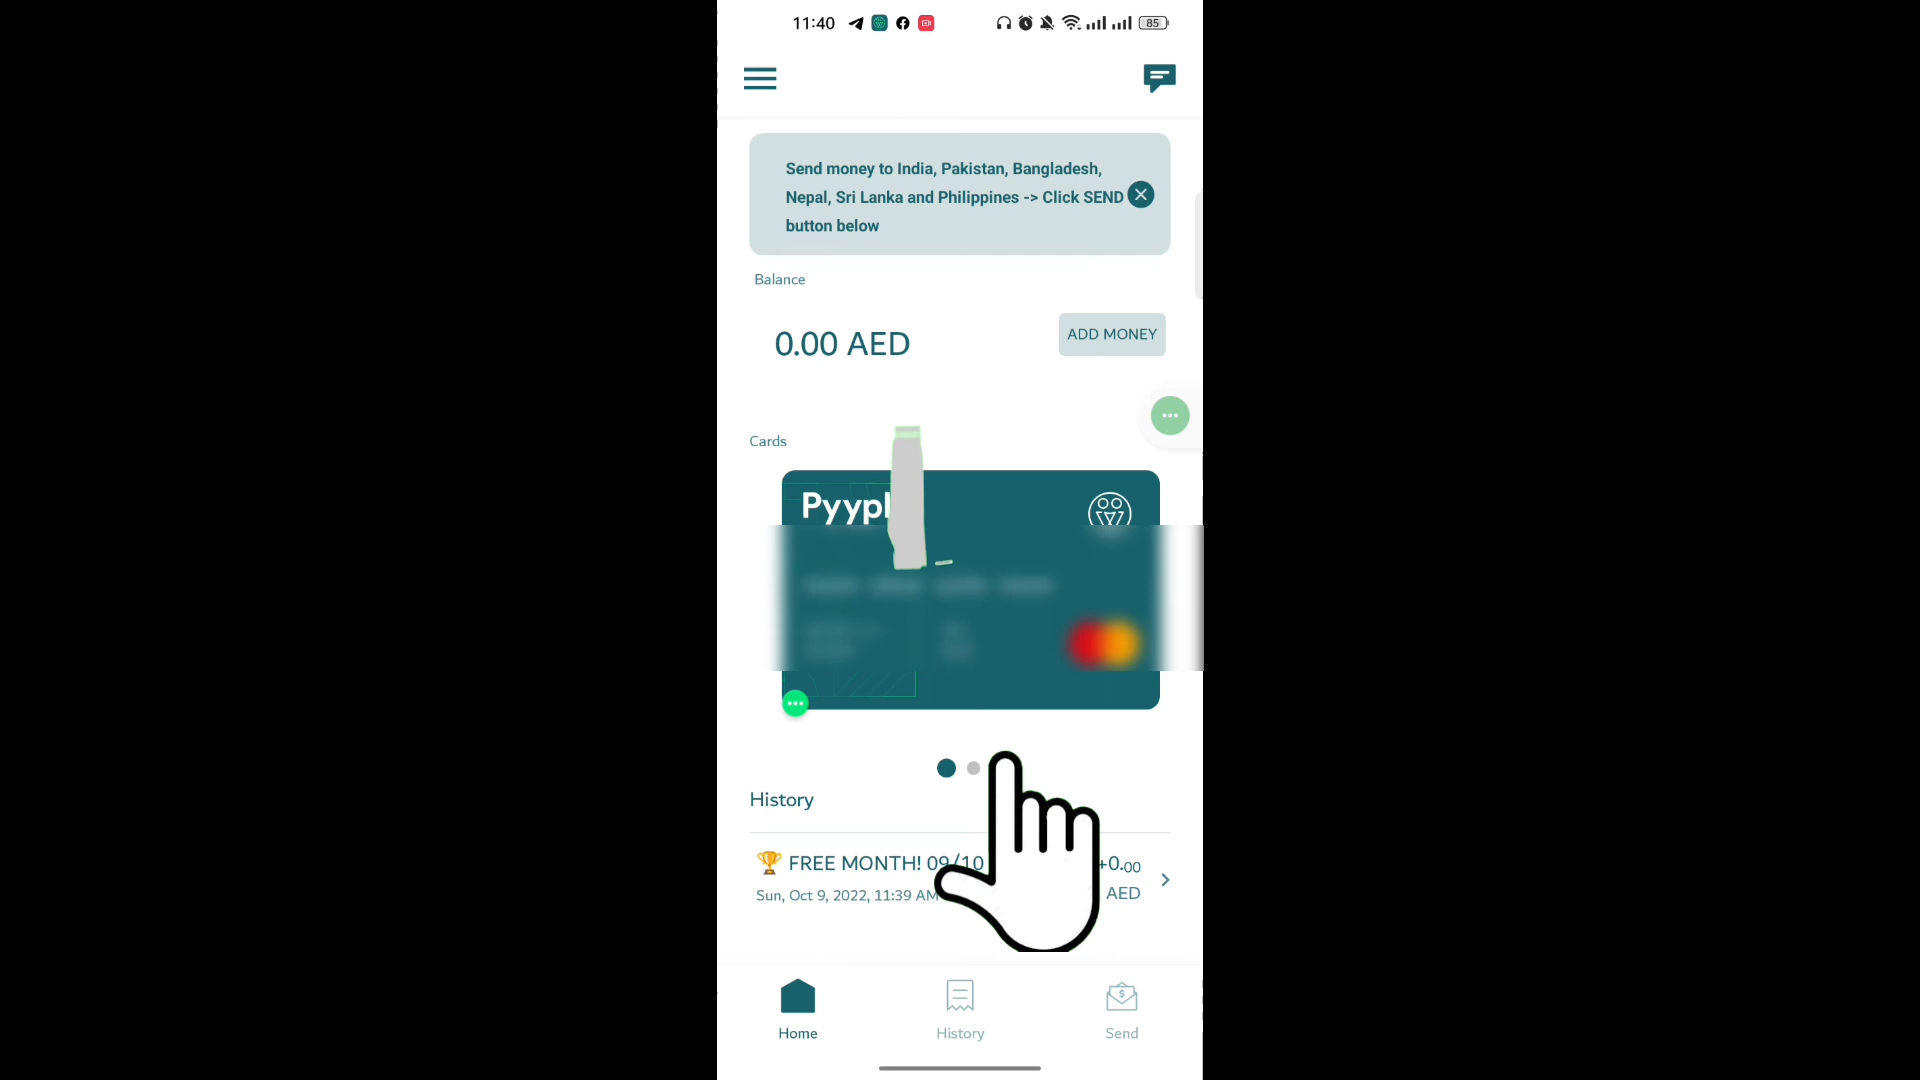 11:40
85
Send money to India, Pakistan, Bangladesh,
Nepal, Sri Lanka and Philippines -> Click SEND
button below
Balance
0.00 AED
ADD MONEY
Cards
Pyypl
History
🏆 FREE MONTH! 09/10
+0.00
Sun, Oct 9, 2022, 11:39 AM
AED
Home
History
Send